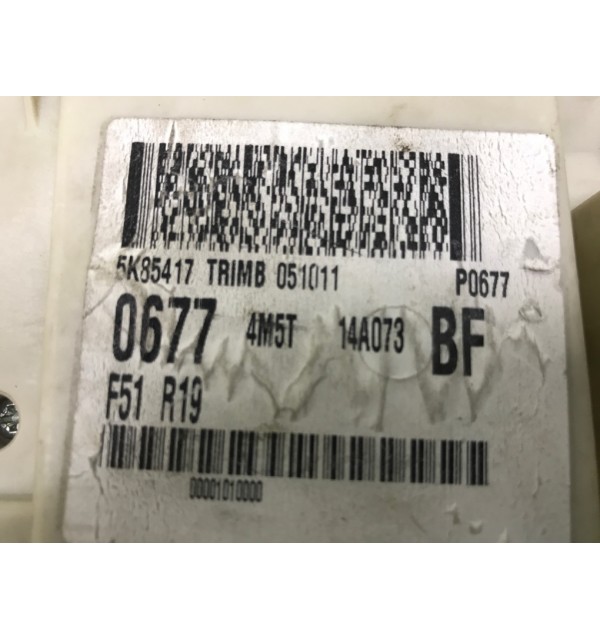 5K85417 TRIMB 051011 P0677
0677 4M5T 14A073 BF
F51 R19
00001010000